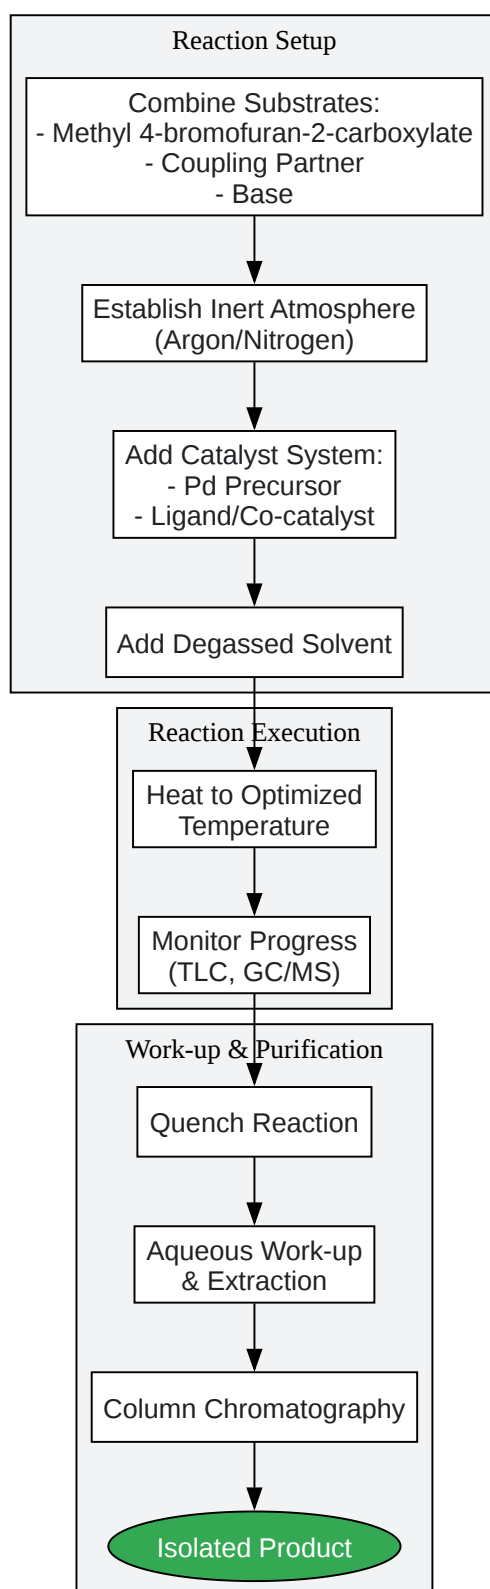 Reaction Setup
Combine Substrates:
- Methyl 4-bromofuran-2-carboxylate
- Coupling Partner
- Base
Establish Inert Atmosphere
(Argon/Nitrogen)
Add Catalyst System:
- Pd Precursor
- Ligand/Co-catalyst
Add Degassed Solvent
Reaction Execution
Heat to Optimized
Temperature
Monitor Progress
(TLC, GC/MS)
Work-up & Purification
Quench Reaction
Aqueous Work-up
& Extraction
Column Chromatography
Isolated Product